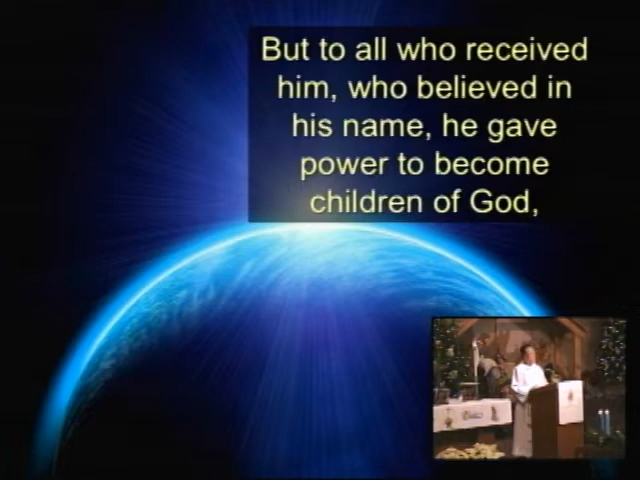 But to all who received
him, who believed in
his name, he gave
power to become
children of God,